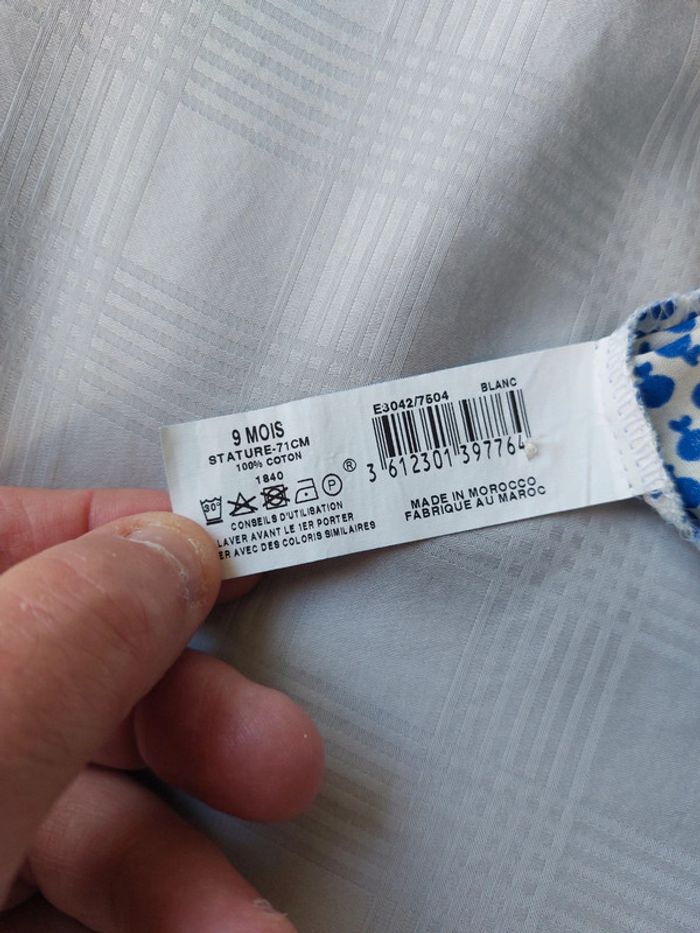 9 MOIS
STATURE-71CM
100% COTON
1840
30°
P
®
CONSEILS D'UTILISATION
LAVER AVANT LE 1ER PORTER
ER AVEC DES COLORIS SIMILAIRES
E3042/7504 BLANC
3 612301 397764
MADE IN MOROCCO
FABRIQUE AU MAROC